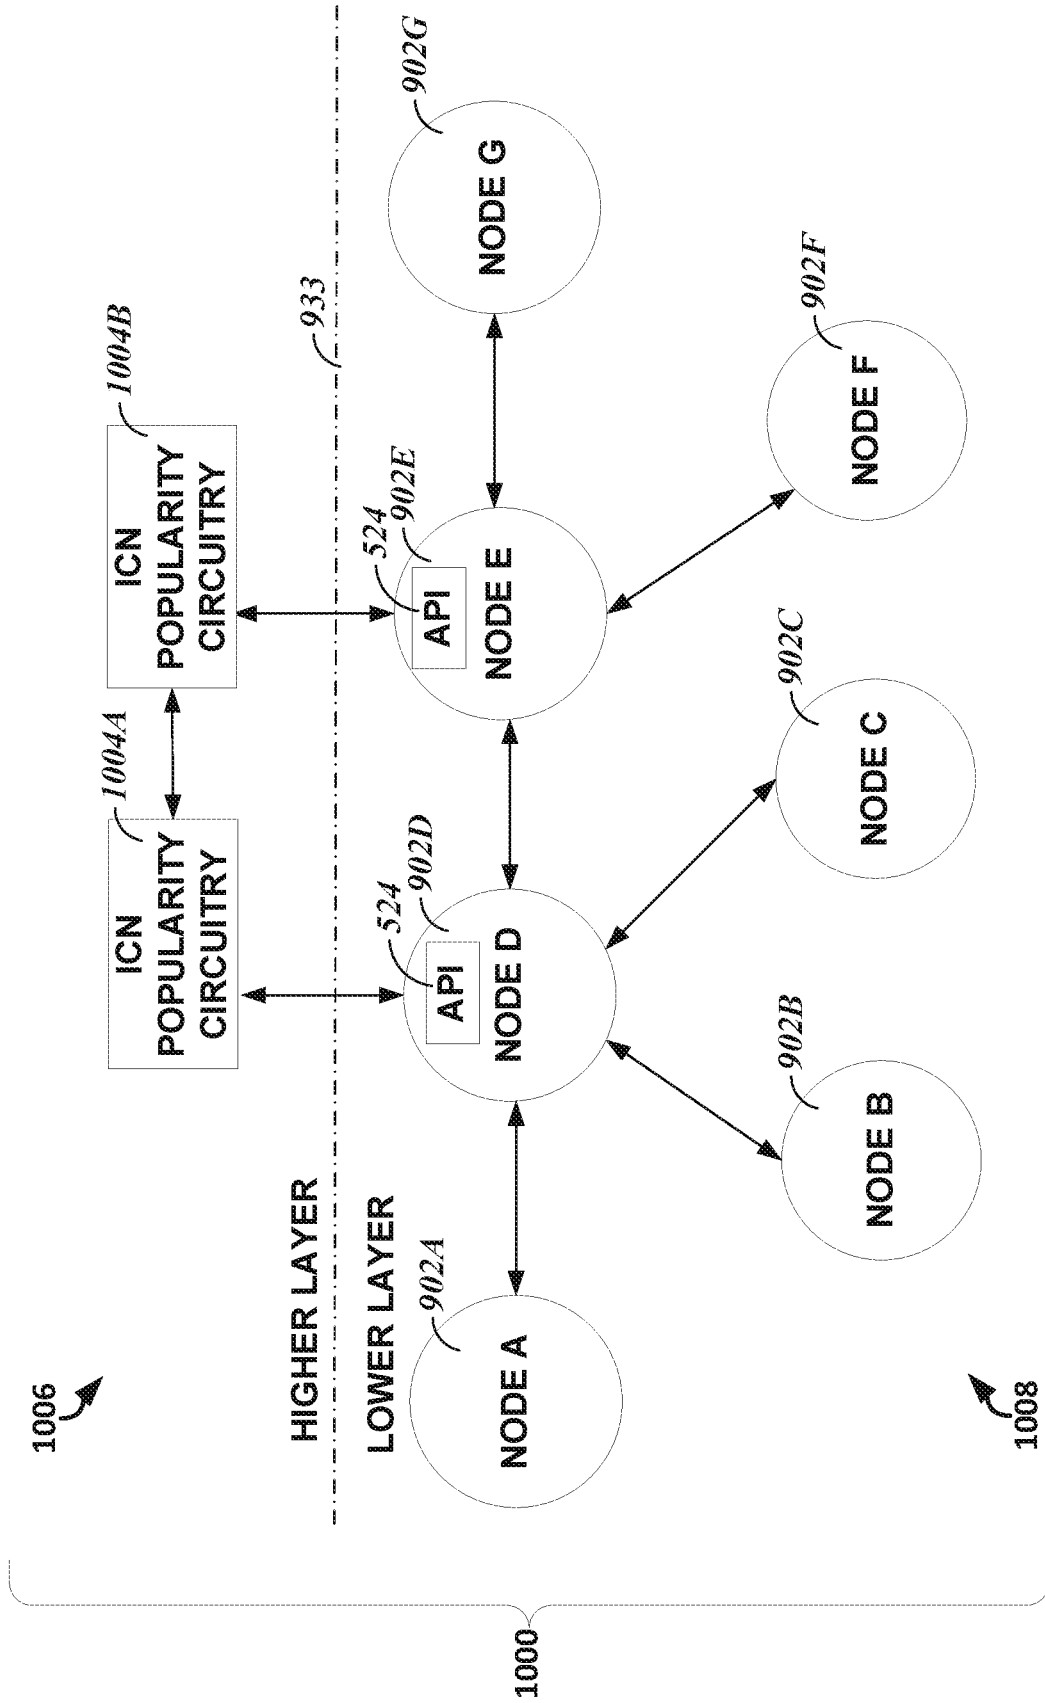 1000
1006
1008
HIGHER LAYER
LOWER LAYER
933
ICN
POPULARITY
CIRCUITRY
1004A
ICN
POPULARITY
CIRCUITRY
1004B
NODE A
902A
API
524
NODE D
902D
API
524
NODE E
902E
NODE G
902G
NODE B
902B
NODE C
902C
NODE F
902F